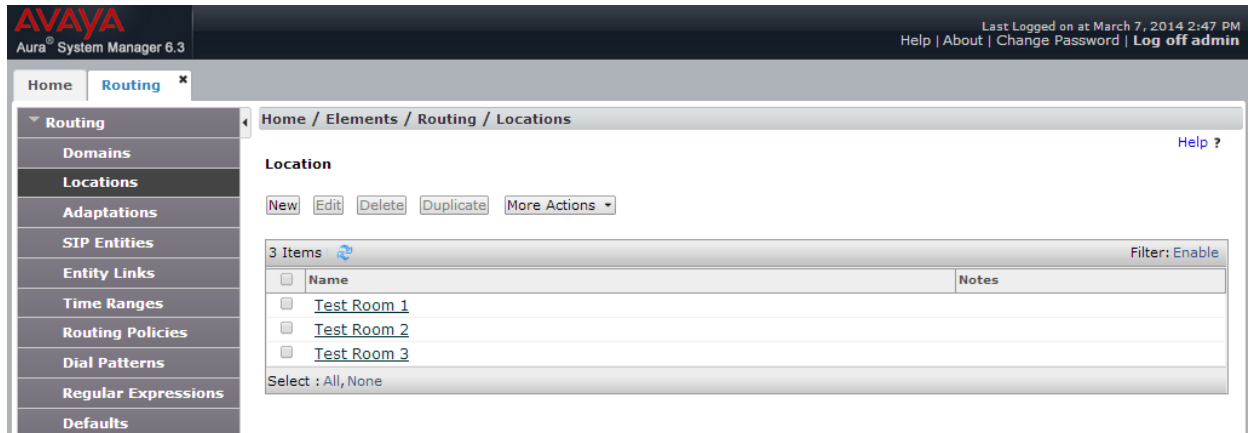 AVAYA
Aura® System Manager 6.3
Last Logged on at March 7, 2014 2:47 PM
Help | About | Change Password | Log off admin
Home
Routing
Routing
Domains
Locations
Adaptations
SIP Entities
Entity Links
Time Ranges
Routing Policies
Dial Patterns
Regular Expressions
Defaults
Home / Elements / Routing / Locations
Help ?
Location
New Edit Delete Duplicate More Actions
3 Items Filter: Enable
Name Notes
Test Room 1
Test Room 2
Test Room 3
Select : All, None